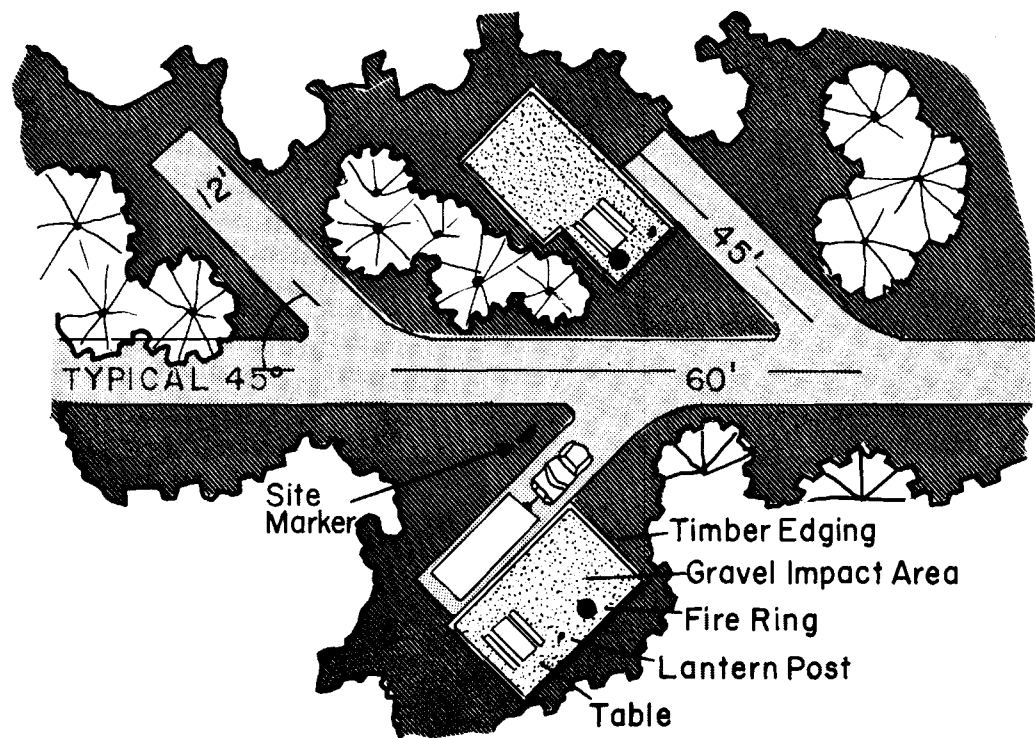 12'
45'
TYPICAL 45°
60'
Site
Marker
Timber Edging
Gravel Impact Area
Fire Ring
Lantern Post
Table